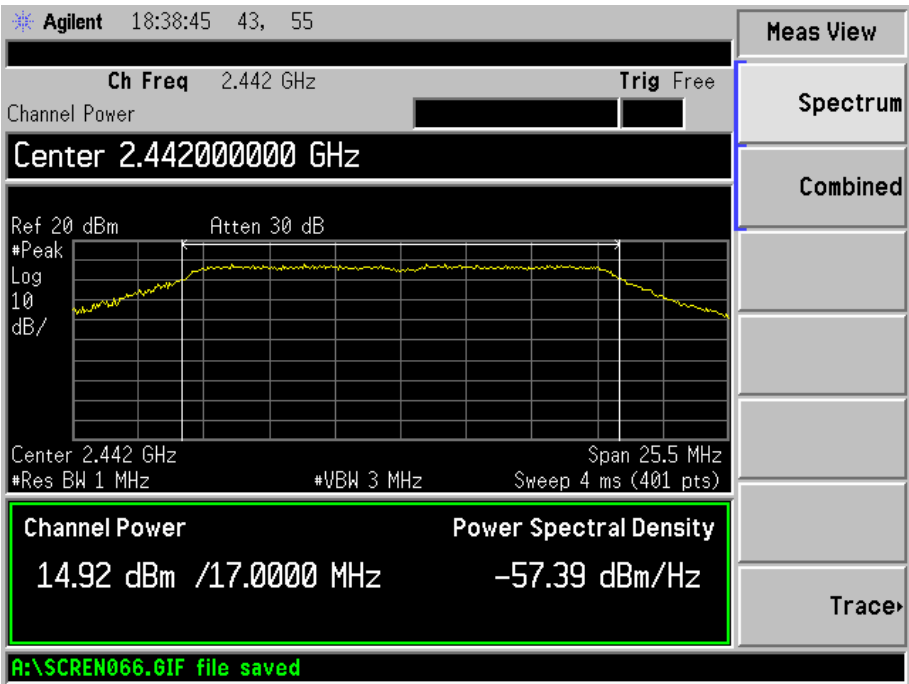 Agilent 18:38:45 43, 55
Meas View
Ch Freq 2.442 GHz Trig Free
Channel Power
Spectrum
Center 2.442000000 GHz
Combined
Ref 20 dBm Atten 30 dB
#Peak
Log
10
dB/
Center 2.442 GHz Span 25.5 MHz
#Res BW 1 MHz #VBW 3 MHz Sweep 4 ms (401 pts)
Channel Power Power Spectral Density
14.92 dBm /17.0000 MHz -57.39 dBm/Hz
Trace
A:\SCREN066.GIF file saved